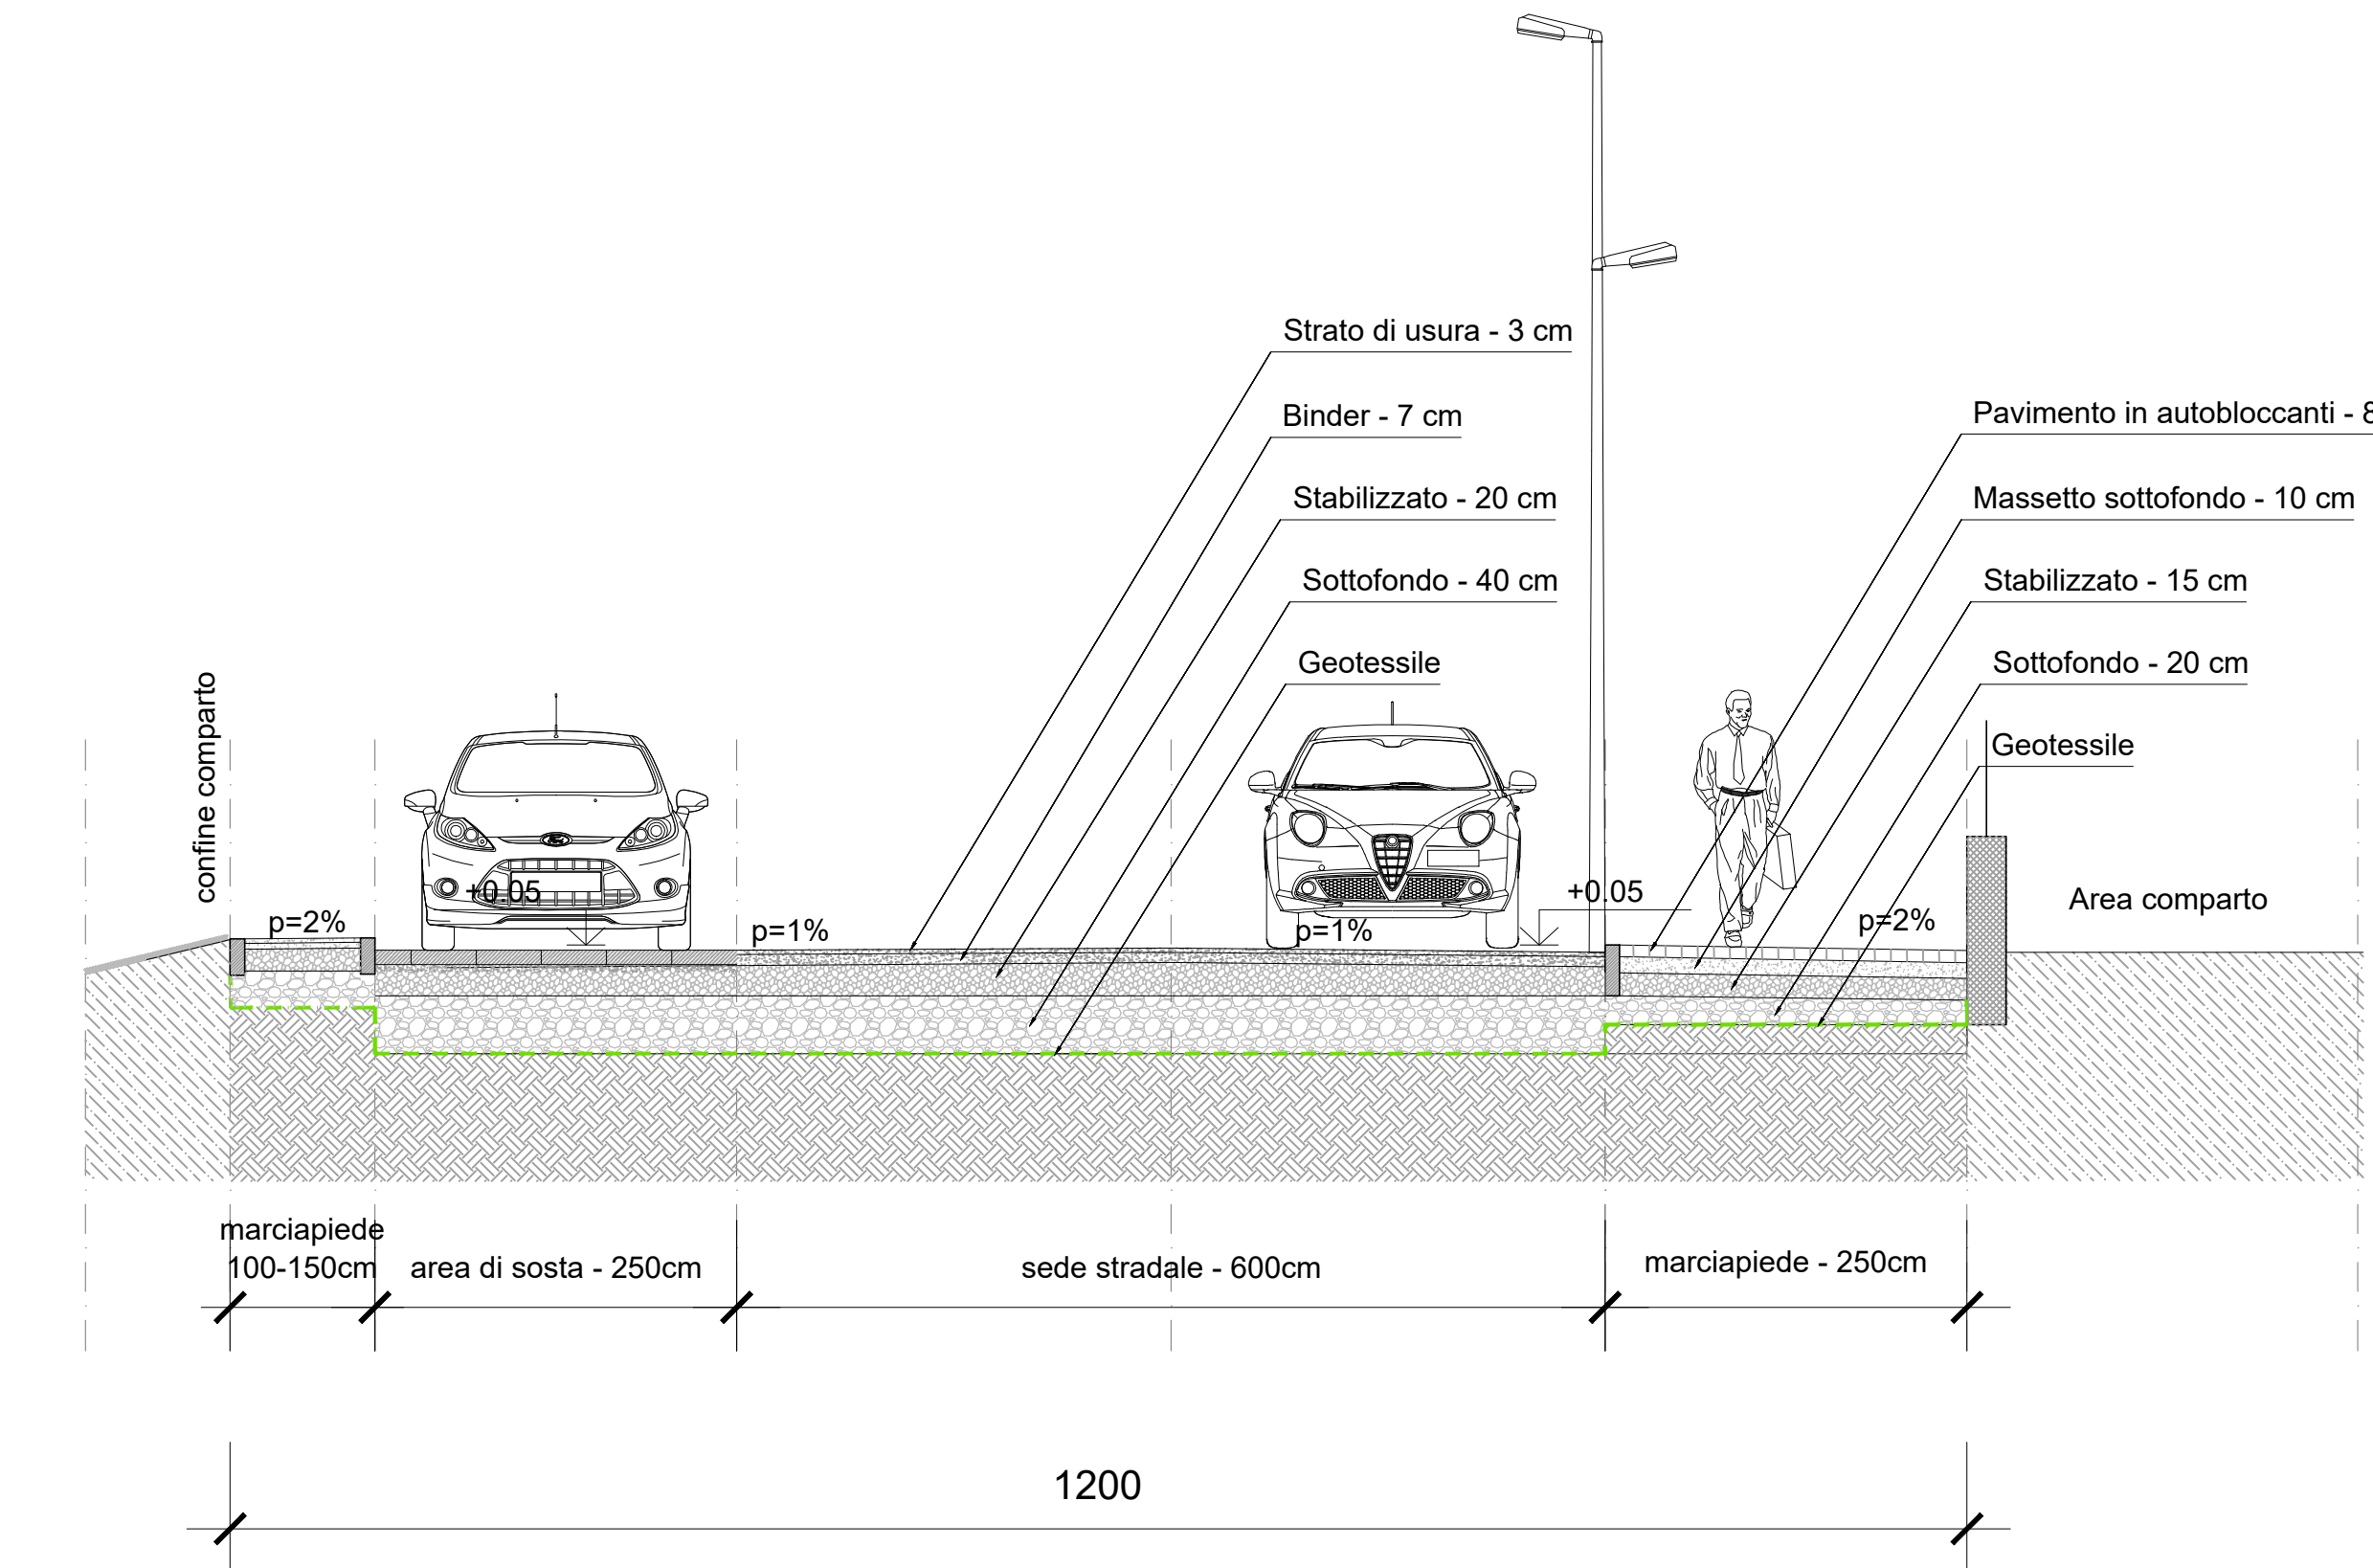 Strato di usura - 3 cm
Binder - 7 cm
Stabilizzato - 20 cm
Sottofondo - 40 cm
Geotessile
Pavimento in autobloccanti - 8
Massetto sottofondo - 10 cm
Stabilizzato - 15 cm
Sottofondo - 20 cm
Geotessile
confine comparto
p=2%
+0.05
Ford
p=1%
p=1%
+0.05
p=2%
Area comparto
marciapiede
100-150cm
area di sosta - 250cm
sede stradale - 600cm
marciapiede - 250cm
1200